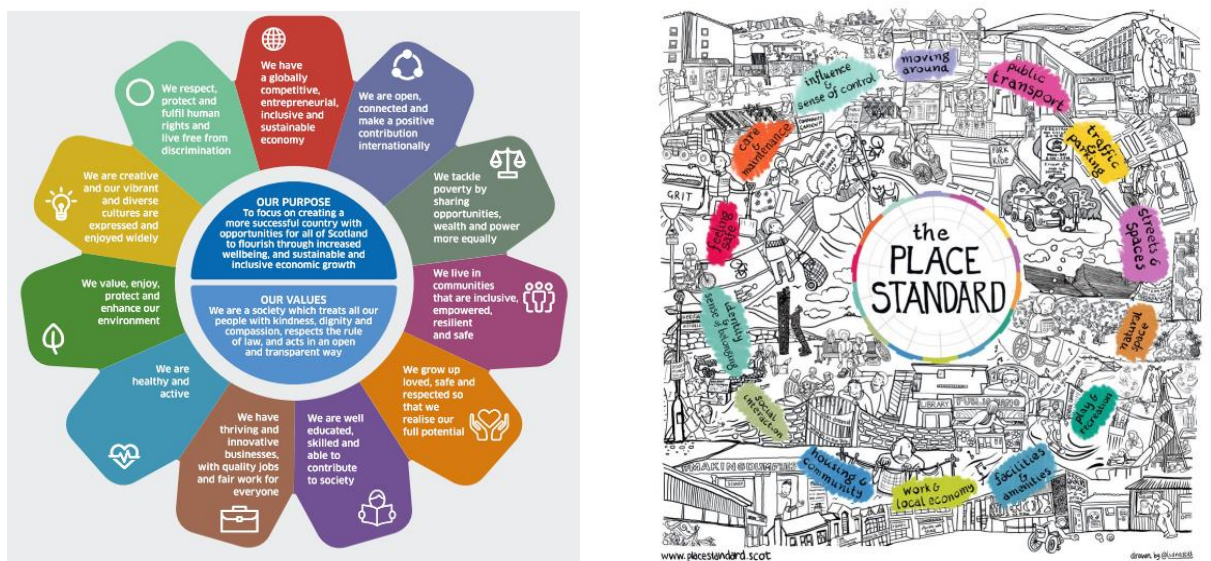 We have
a globally
competitive,
entrepreneurial,
inclusive and
sustainable
economy
We are open,
connected and
make a positive
contribution
internationally
We tackle
poverty by
sharing
opportunities,
wealth and power
more equally
We live in
communities
that are inclusive,
empowered,
resilient
and safe
We grow up
loved, safe and
respected so
that we
realise our
full potential
We are well
educated,
skilled and
able to
contribute
to society
We have
thriving and
innovative
businesses,
with quality jobs
and fair work for
everyone
We are
healthy and
active
We value, enjoy,
protect and
enhance our
environment
We are creative
and our vibrant
and diverse
cultures are
expressed and
enjoyed widely
We respect,
protect and
fulfil human
rights and
live free from
discrimination
OUR PURPOSE
To focus on creating a
more successful country with
opportunities for all of Scotland
to flourish through increased
wellbeing, and sustainable and
inclusive economic growth
OUR VALUES
We are a society which treats all our
people with kindness, dignity and
compassion, respects the rule
of law, and acts in an open
and transparent way
the
PLACE
STANDARD
moving
around
public
transport
traffic
&
parking
streets &
spaces
natural
space
play &
recreation
facilities
&
amenities
work &
local economy
housing &
community
social
interaction
identity
& sense of belonging
feeling
safe
care
&
maintenance
influence
&
sense of control
GRIT
PARK
RIDE
LIBRARY
www.placestandard.scot
drawn by